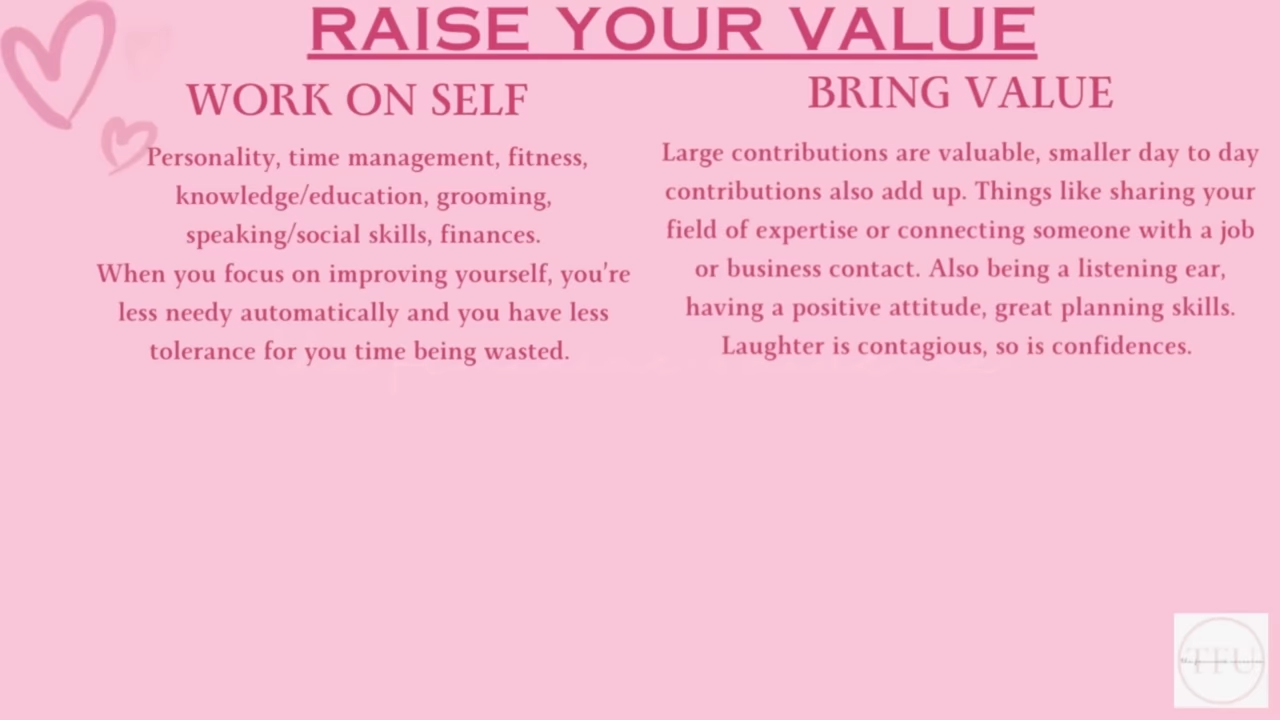 RAISE YOUR VALUE
WORK ON SELF
Personality, time management, fitness,
knowledge/education, grooming,
speaking/social skills, finances.
When you focus on improving yourself, you're
less needy automatically and you have less
tolerance for you time being wasted.
BRING VALUE
Large contributions are valuable, smaller day to day
contributions also add up. Things like sharing your
field of expertise or connecting someone with a job
or business contact. Also being a listening ear,
having a positive attitude, great planning skills.
Laughter is contagious, so is confidences.
TFU